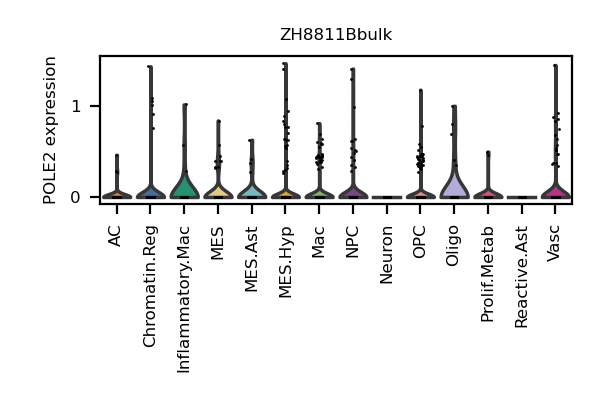 ZH8811Bbulk
POLE2 expression
1
0
AC
Chromatin.Reg
Inflammatory.Mac
MES
MES.Ast
MES.Hyp
Mac
NPC
Neuron
OPC
Oligo
Prolif.Metab
Reactive.Ast
Vasc